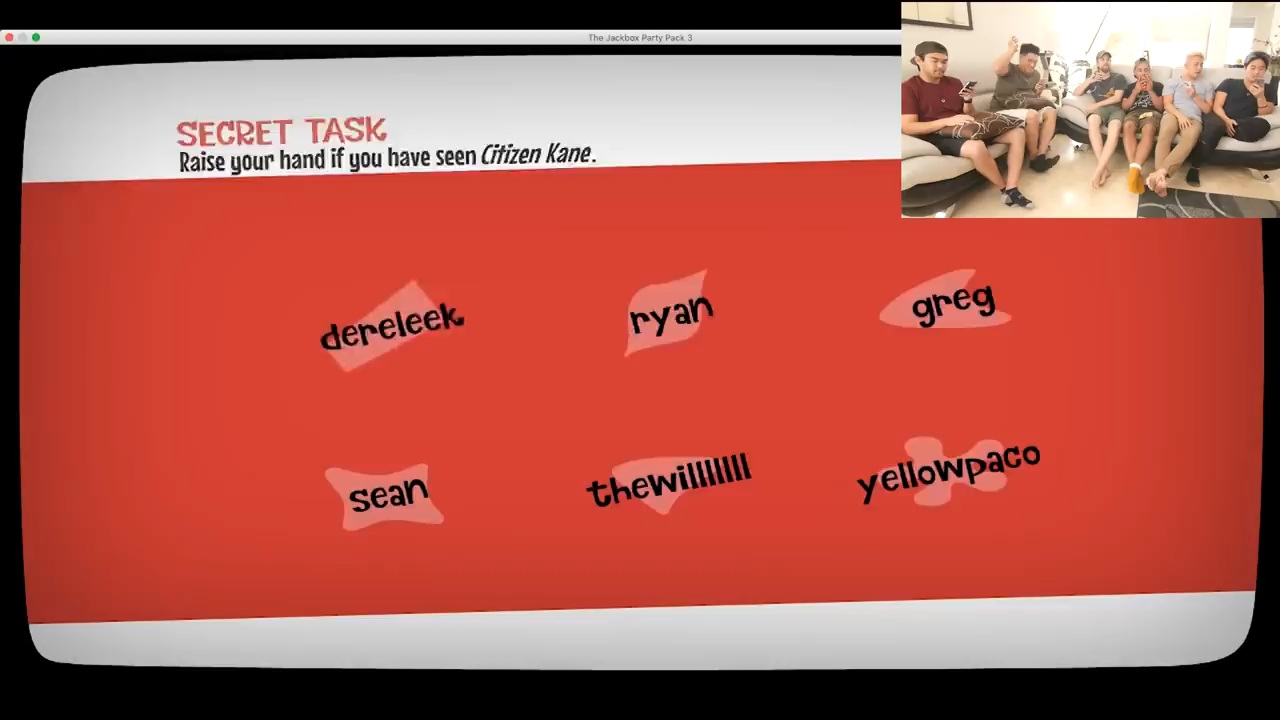 The Jackbox Party Pack 3
SECRET TASK
Raise your hand if you have seen Citizen Kane.
dereleek
ryan
greg
sean
thewillllllll
yellowpaco